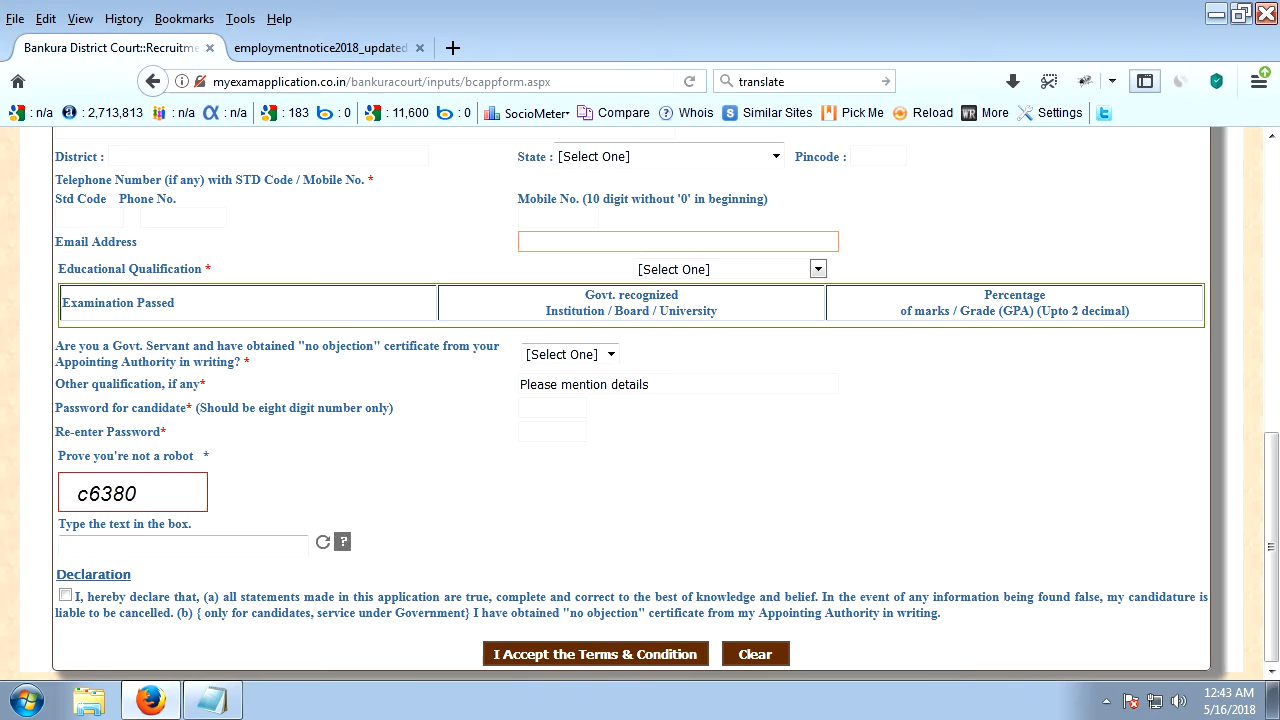 File Edit View History Bookmarks Tools Help
Bankura District Court::Recruitme employmentnotice2018_updated
myexamapplication.co.in/bankuracourt/inputs/bcappform.aspx translate
: n/a : 2,713,813 : n/a : n/a : 183 : 0 : 11,600 : 0 SocioMeter Compare Whois Similar Sites Pick Me Reload WR More Settings
District : State : [Select One] Pincode :
Telephone Number (if any) with STD Code / Mobile No. *
Std Code Phone No. Mobile No. (10 digit without '0' in beginning)
Email Address
Educational Qualification * [Select One]
Examination Passed
Govt. recognized
Institution / Board / University
Percentage
of marks / Grade (GPA) (Upto 2 decimal)
Are you a Govt. Servant and have obtained "no objection" certificate from your
Appointing Authority in writing? *
[Select One]
Other qualification, if any* Please mention details
Password for candidate* (Should be eight digit number only)
Re-enter Password*
Prove you're not a robot *
c6380
Type the text in the box.
?
Declaration
I, hereby declare that, (a) all statements made in this application are true, complete and correct to the best of knowledge and belief. In the event of any information being found false, my candidature is
liable to be cancelled. (b) { only for candidates, service under Government} I have obtained "no objection" certificate from my Appointing Authority in writing.
I Accept the Terms & Condition Clear
12:43 AM
5/16/2018